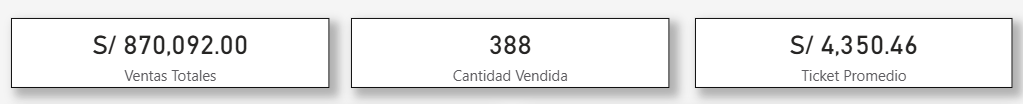 S/ 870,092.00
Ventas Totales
388
Cantidad Vendida
S/ 4,350.46
Ticket Promedio